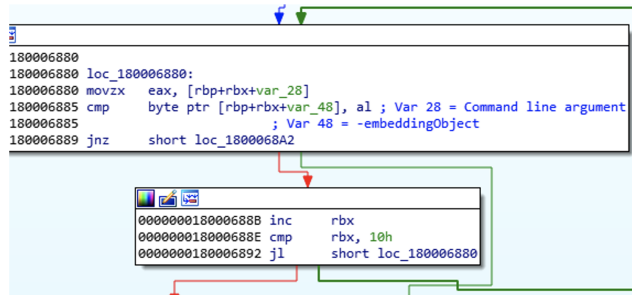 180006880
180006880 loc_180006880:
180006880 movzx eax, [rbp+rbx+var_28]
180006885 cmp byte ptr [rbp+rbx+var_48], al ; Var 28 = Command line argument
180006885 ; Var 48 = -embeddingObject
180006889 jnz short loc_1800068A2
000000018000688B inc rbx
000000018000688E cmp rbx, 10h
0000000180006892 jl short loc_180006880